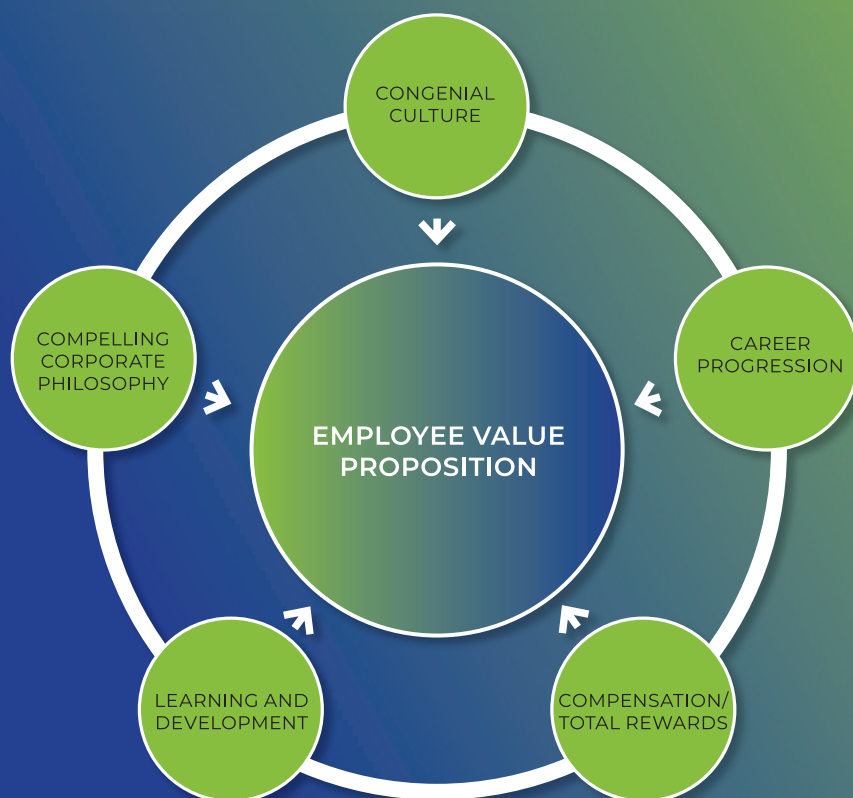 CONGENIAL
CULTURE
COMPELLING
CORPORATE
PHILOSOPHY
CAREER
PROGRESSION
EMPLOYEE VALUE
PROPOSITION
LEARNING AND
DEVELOPMENT
COMPENSATION/
TOTAL REWARDS